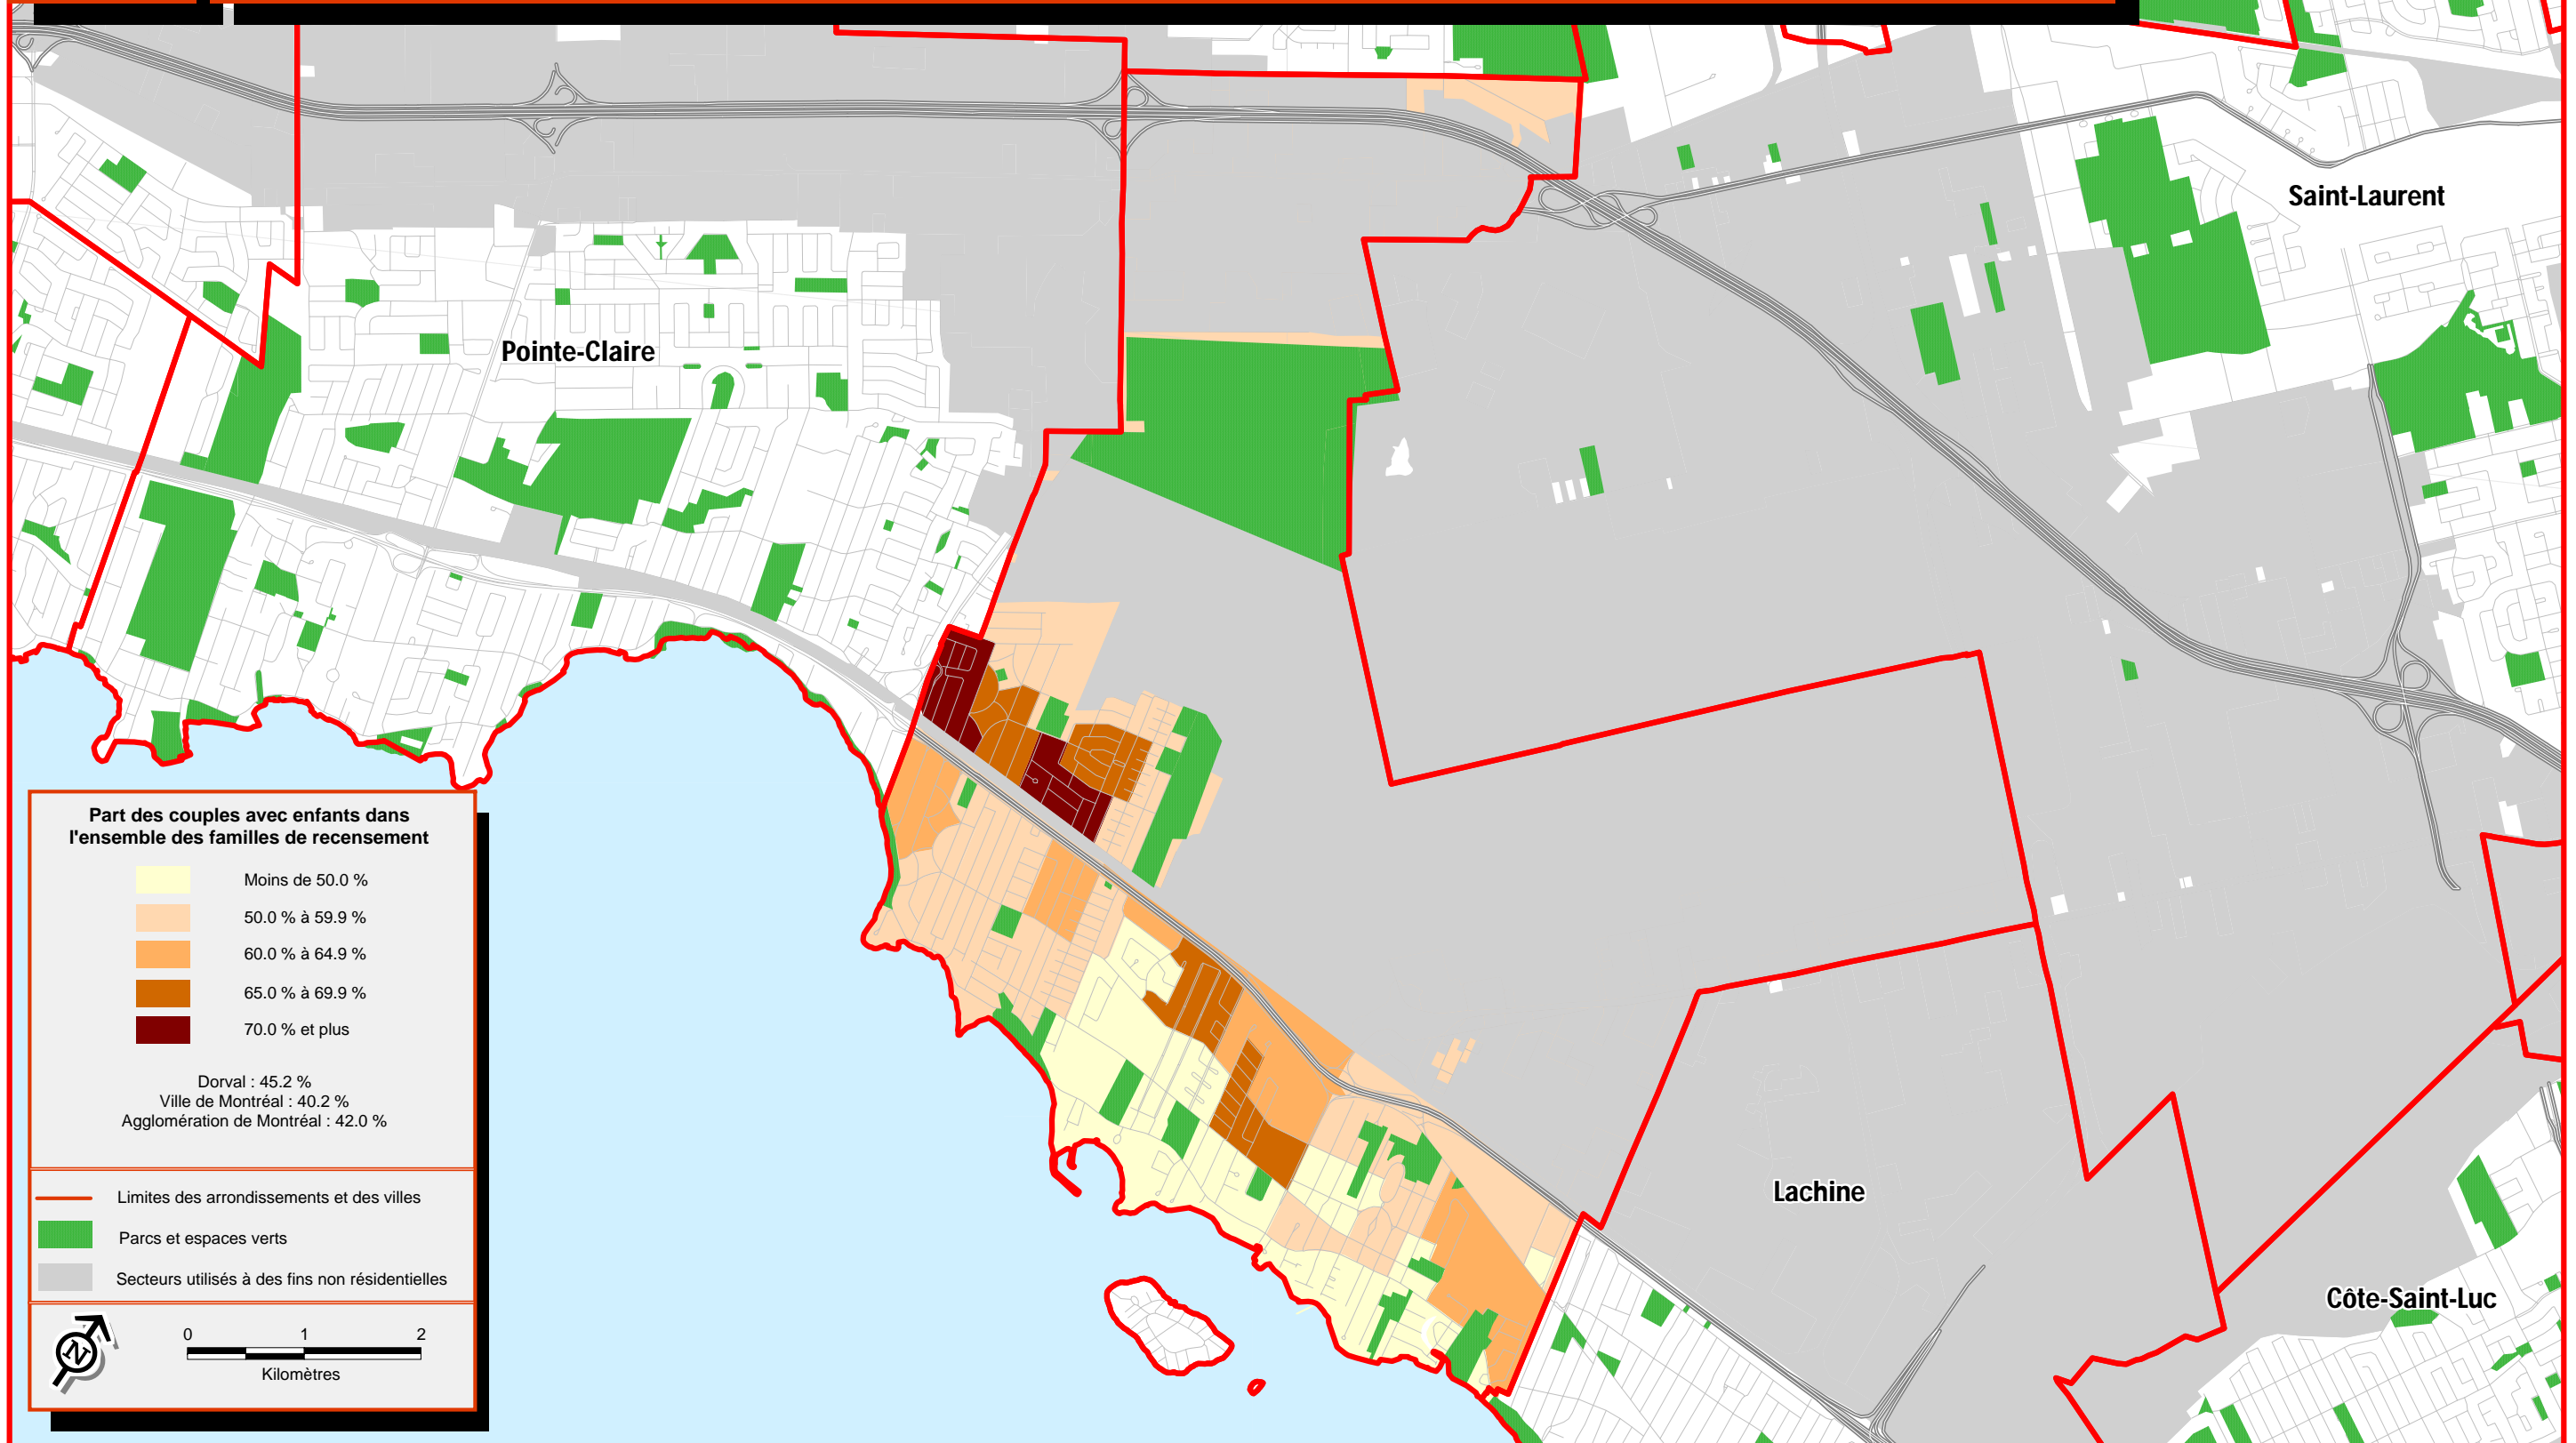 Saint-Laurent
Pointe-Claire
Part des couples avec enfants dans
l'ensemble des familles de recensement
Moins de 50.0 %
50.0 % à 59.9 %
60.0 % à 64.9 %
65.0 % à 69.9 %
70.0 % et plus
Dorval : 45.2 %
Ville de Montréal : 40.2 %
Agglomération de Montréal : 42.0 %
Limites des arrondissements et des villes
Parcs et espaces verts
Secteurs utilisés à des fins non résidentielles
N
0 1 2
Kilomètres
Lachine
Côte-Saint-Luc